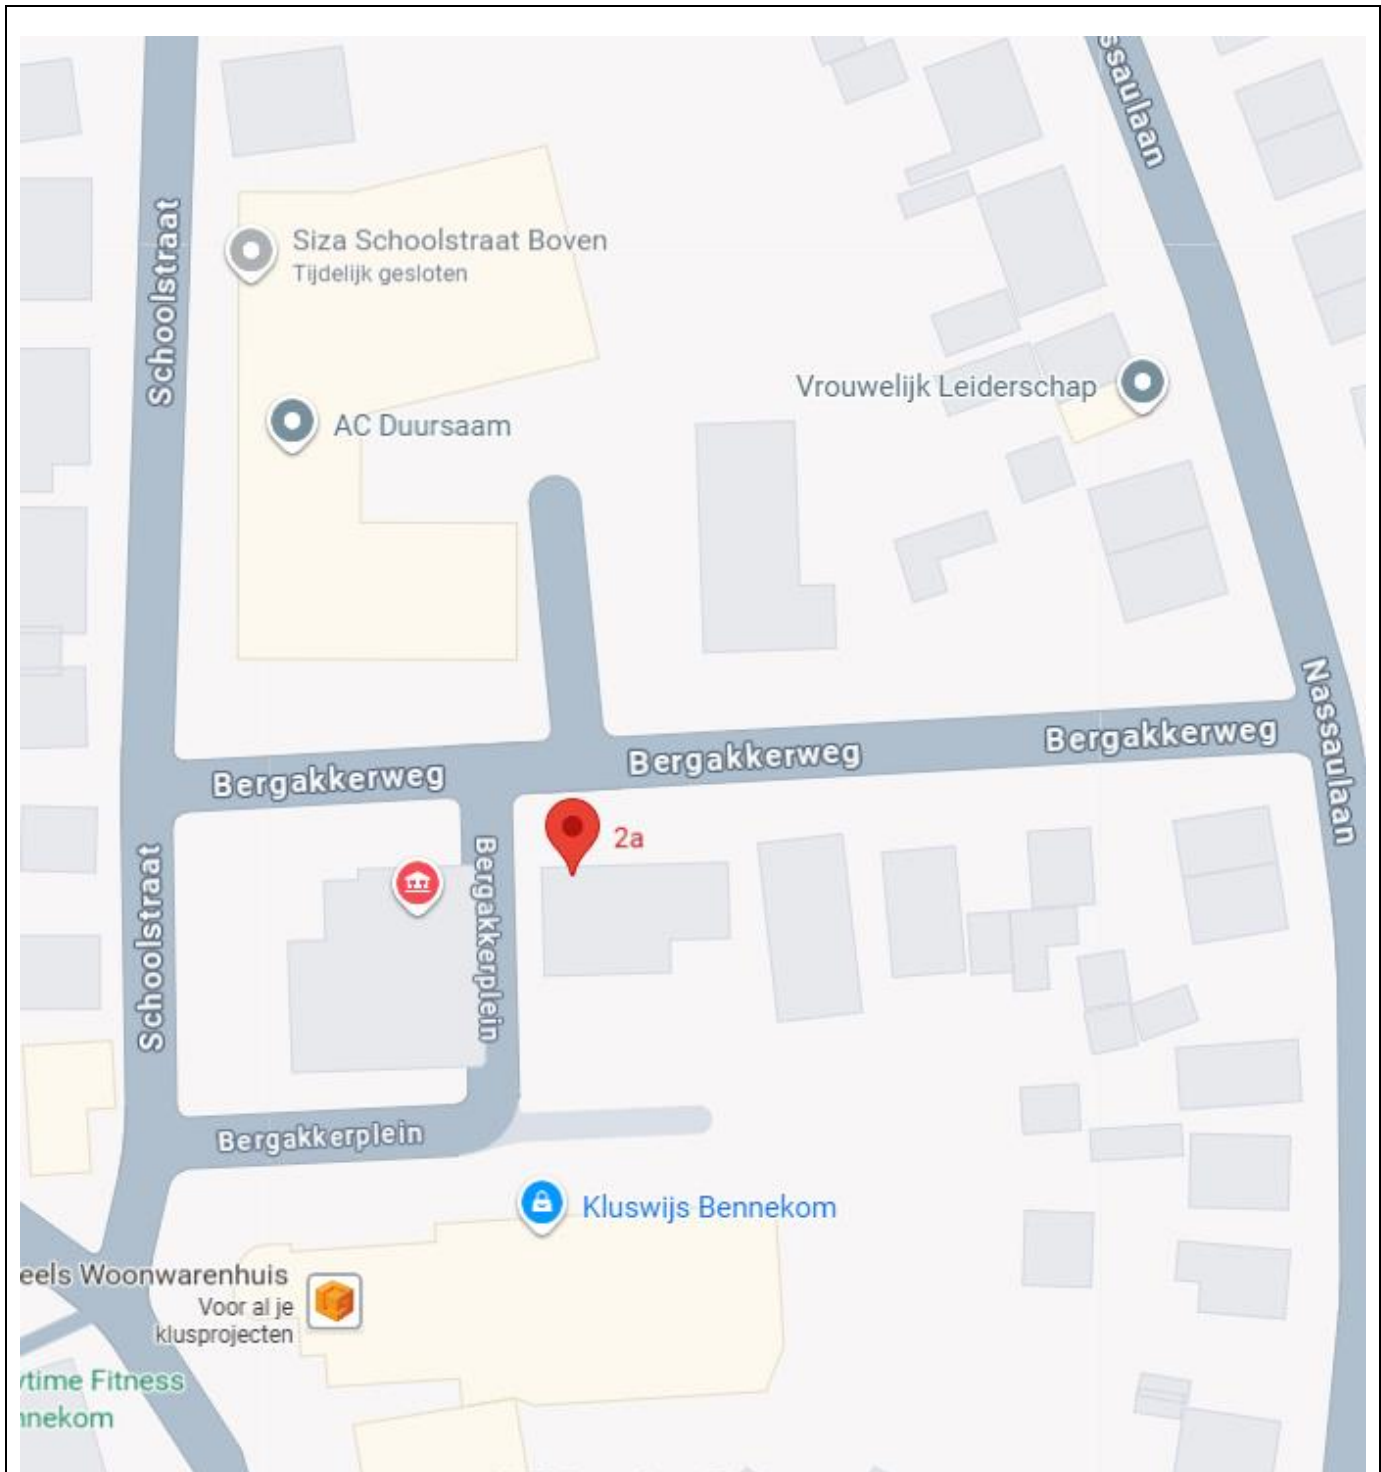 ssaulaan
Schoolstraat
Siza Schoolstraat Boven
Tijdelijk gesloten
Vrouwelijk Leiderschap
AC Duursaam
Nassaulaan
Bergakkerweg
Bergakkerweg
Bergakkerweg
2a
Schoolstraat
Bergakkerplein
Bergakkerplein
Kluswijs Bennekom
eels Woonwarenhuis
Voor al je
klusprojecten
ytime Fitness
nnekom